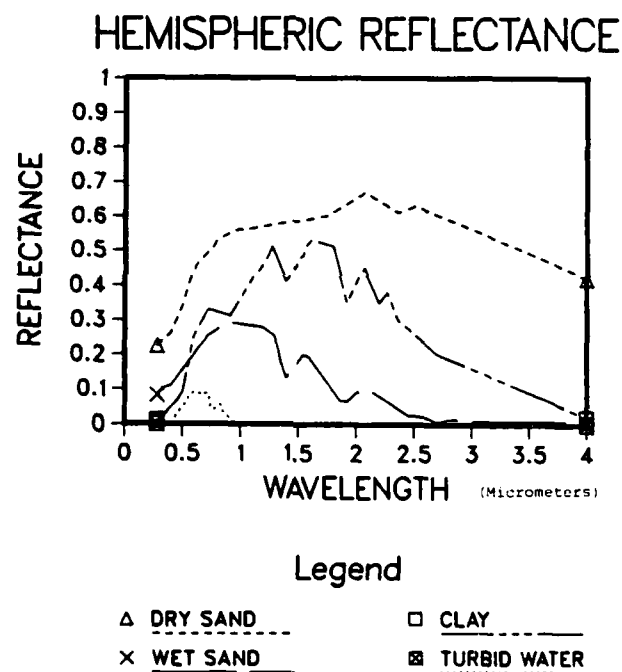 HEMISPHERIC REFLECTANCE
1
0.9
0.8
0.7
0.6
0.5
0.4
0.3
0.2
0.1
0
REFLECTANCE
0 0.5 1 1.5 2 2.5 3 3.5 4
WAVELENGTH (Micrometers)
Legend
DRY SAND CLAY
WET SAND TURBID WATER